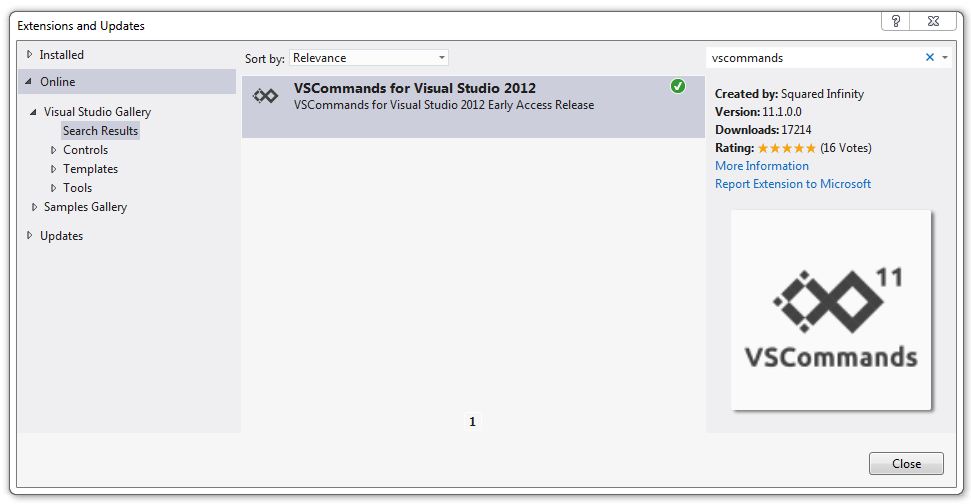 Extensions and Updates
Installed
Online
Visual Studio Gallery
Search Results
Controls
Templates
Tools
Samples Gallery
Updates
Sort by: Relevance
VSCommands for Visual Studio 2012
VSCommands for Visual Studio 2012 Early Access Release
1
vscommands
Created by: Squared Infinity
Version: 11.1.0.0
Downloads: 17214
Rating: (16 Votes)
More Information
Report Extension to Microsoft
11
VSCommands
Close